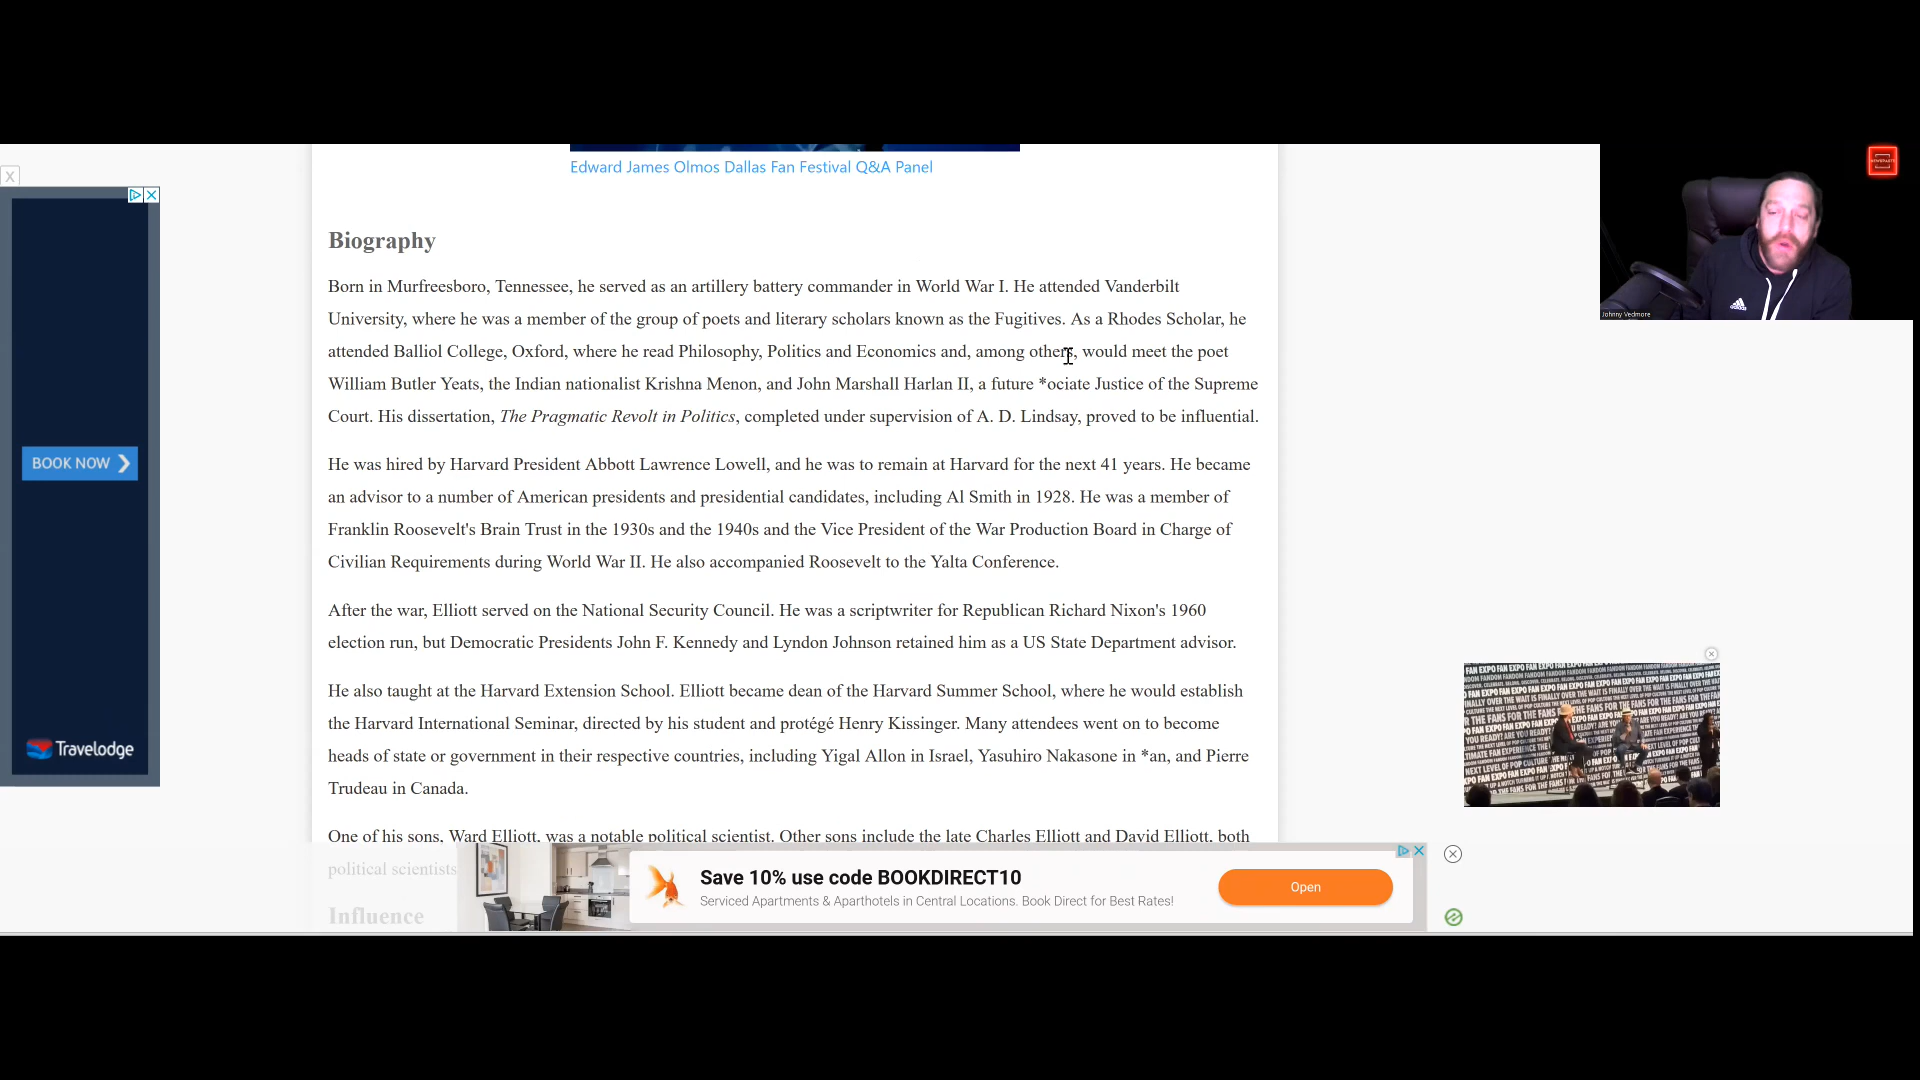 Edward James Olmos Dallas Fan Festival Q&A Panel
Biography
Born in Murfreesboro, Tennessee, he served as an artillery battery commander in World War I. He attended Vanderbilt
University, where he was a member of the group of poets and literary scholars known as the Fugitives. As a Rhodes Scholar, he
attended Balliol College, Oxford, where he read Philosophy, Politics and Economics and, among others, would meet the poet
William Butler Yeats, the Indian nationalist Krishna Menon, and John Marshall Harlan II, a future *ociate Justice of the Supreme
Court. His dissertation, The Pragmatic Revolt in Politics, completed under supervision of A. D. Lindsay, proved to be influential.
He was hired by Harvard President Abbott Lawrence Lowell, and he was to remain at Harvard for the next 41 years. He became
an advisor to a number of American presidents and presidential candidates, including Al Smith in 1928. He was a member of
Franklin Roosevelt's Brain Trust in the 1930s and the 1940s and the Vice President of the War Production Board in Charge of
Civilian Requirements during World War II. He also accompanied Roosevelt to the Yalta Conference.
After the war, Elliott served on the National Security Council. He was a scriptwriter for Republican Richard Nixon's 1960
election run, but Democratic Presidents John F. Kennedy and Lyndon Johnson retained him as a US State Department advisor.
He also taught at the Harvard Extension School. Elliott became dean of the Harvard Summer School, where he would establish
the Harvard International Seminar, directed by his student and protégé Henry Kissinger. Many attendees went on to become
heads of state or government in their respective countries, including Yigal Allon in Israel, Yasuhiro Nakasone in *an, and Pierre
Trudeau in Canada.
One of his sons, Ward Elliott, was a notable political scientist. Other sons include the late Charles Elliott and David Elliott, both
political scientists
Influence
X
BOOK NOW
Travelodge
Save 10% use code BOOKDIRECT10
Serviced Apartments & Aparthotels in Central Locations. Book Direct for Best Rates!
Open
Johnny Vedmore